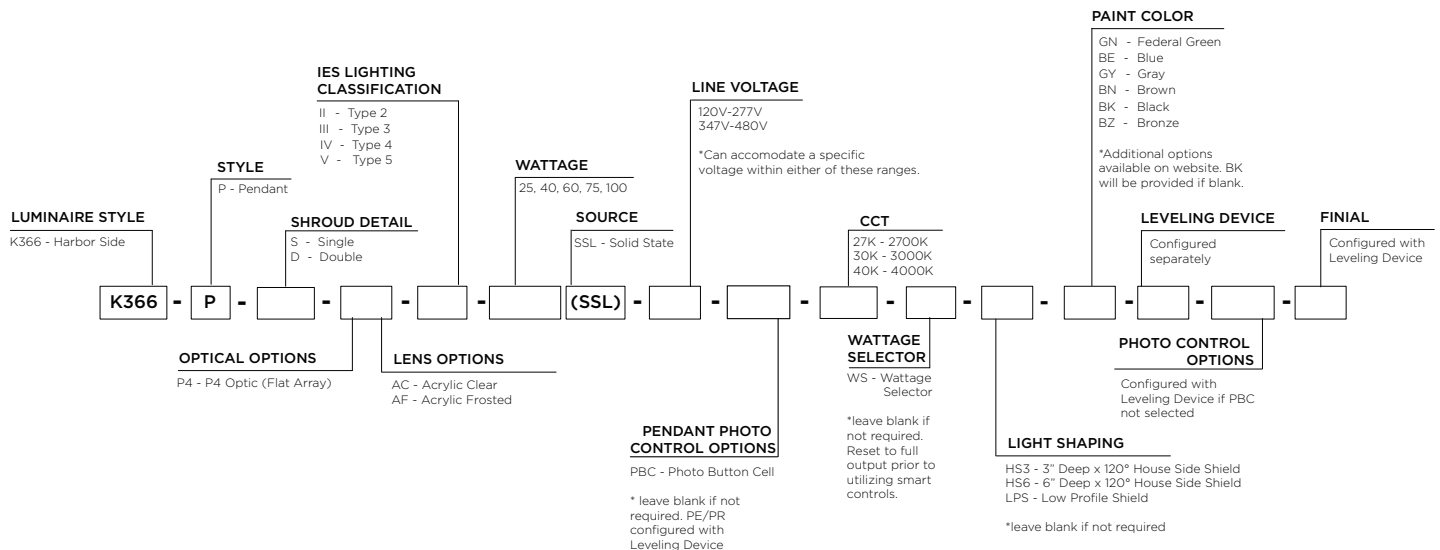 PAINT COLOR
GN - Federal Green
BE - Blue
GY - Gray
BN - Brown
BK - Black
BZ - Bronze
*Additional options
available on website. BK
will be provided if blank.
IES LIGHTING
CLASSIFICATION
II - Type 2
III - Type 3
IV - Type 4
V - Type 5
LINE VOLTAGE
120V-277V
347V-480V
*Can accomodate a specific
voltage within either of these ranges.
STYLE
P - Pendant
WATTAGE
25, 40, 60, 75, 100
LUMINAIRE STYLE
K366 - Harbor Side
SHROUD DETAIL
S - Single
D - Double
SOURCE
SSL - Solid State
CCT
27K - 2700K
30K - 3000K
40K - 4000K
LEVELING DEVICE
Configured
separately
FINIAL
Configured with
Leveling Device
K366 - P - - - - (SSL) - - - - - - - - -
OPTICAL OPTIONS
P4 - P4 Optic (Flat Array)
LENS OPTIONS
AC - Acrylic Clear
AF - Acrylic Frosted
PENDANT PHOTO
CONTROL OPTIONS
PBC - Photo Button Cell
* leave blank if not
required. PE/PR
configured with
Leveling Device
WATTAGE
SELECTOR
WS - Wattage
Selector
*leave blank if
not required.
Reset to full
output prior to
utilizing smart
controls.
LIGHT SHAPING
HS3 - 3” Deep x 120° House Side Shield
HS6 - 6” Deep x 120° House Side Shield
LPS - Low Profile Shield
*leave blank if not required
PHOTO CONTROL
OPTIONS
Configured with
Leveling Device if PBC
not selected